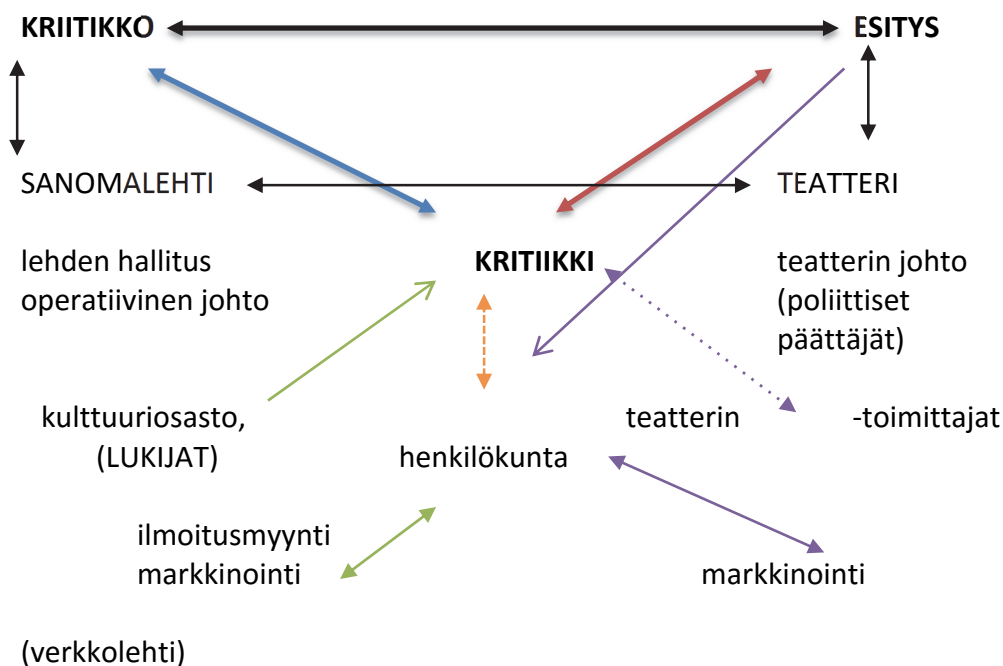 KRIITIKKO ESITYS
SANOMALEHTI TEATTERI
lehden hallitus KRITIIKKI teatterin johto
operatiivinen johto (poliittiset
päättäjät)
kulttuuriosasto, teatterin -toimittajat
(LUKIJAT) henkilökunta
ilmoitusmyynti
markkinointi markkinointi
(verkkolehti)